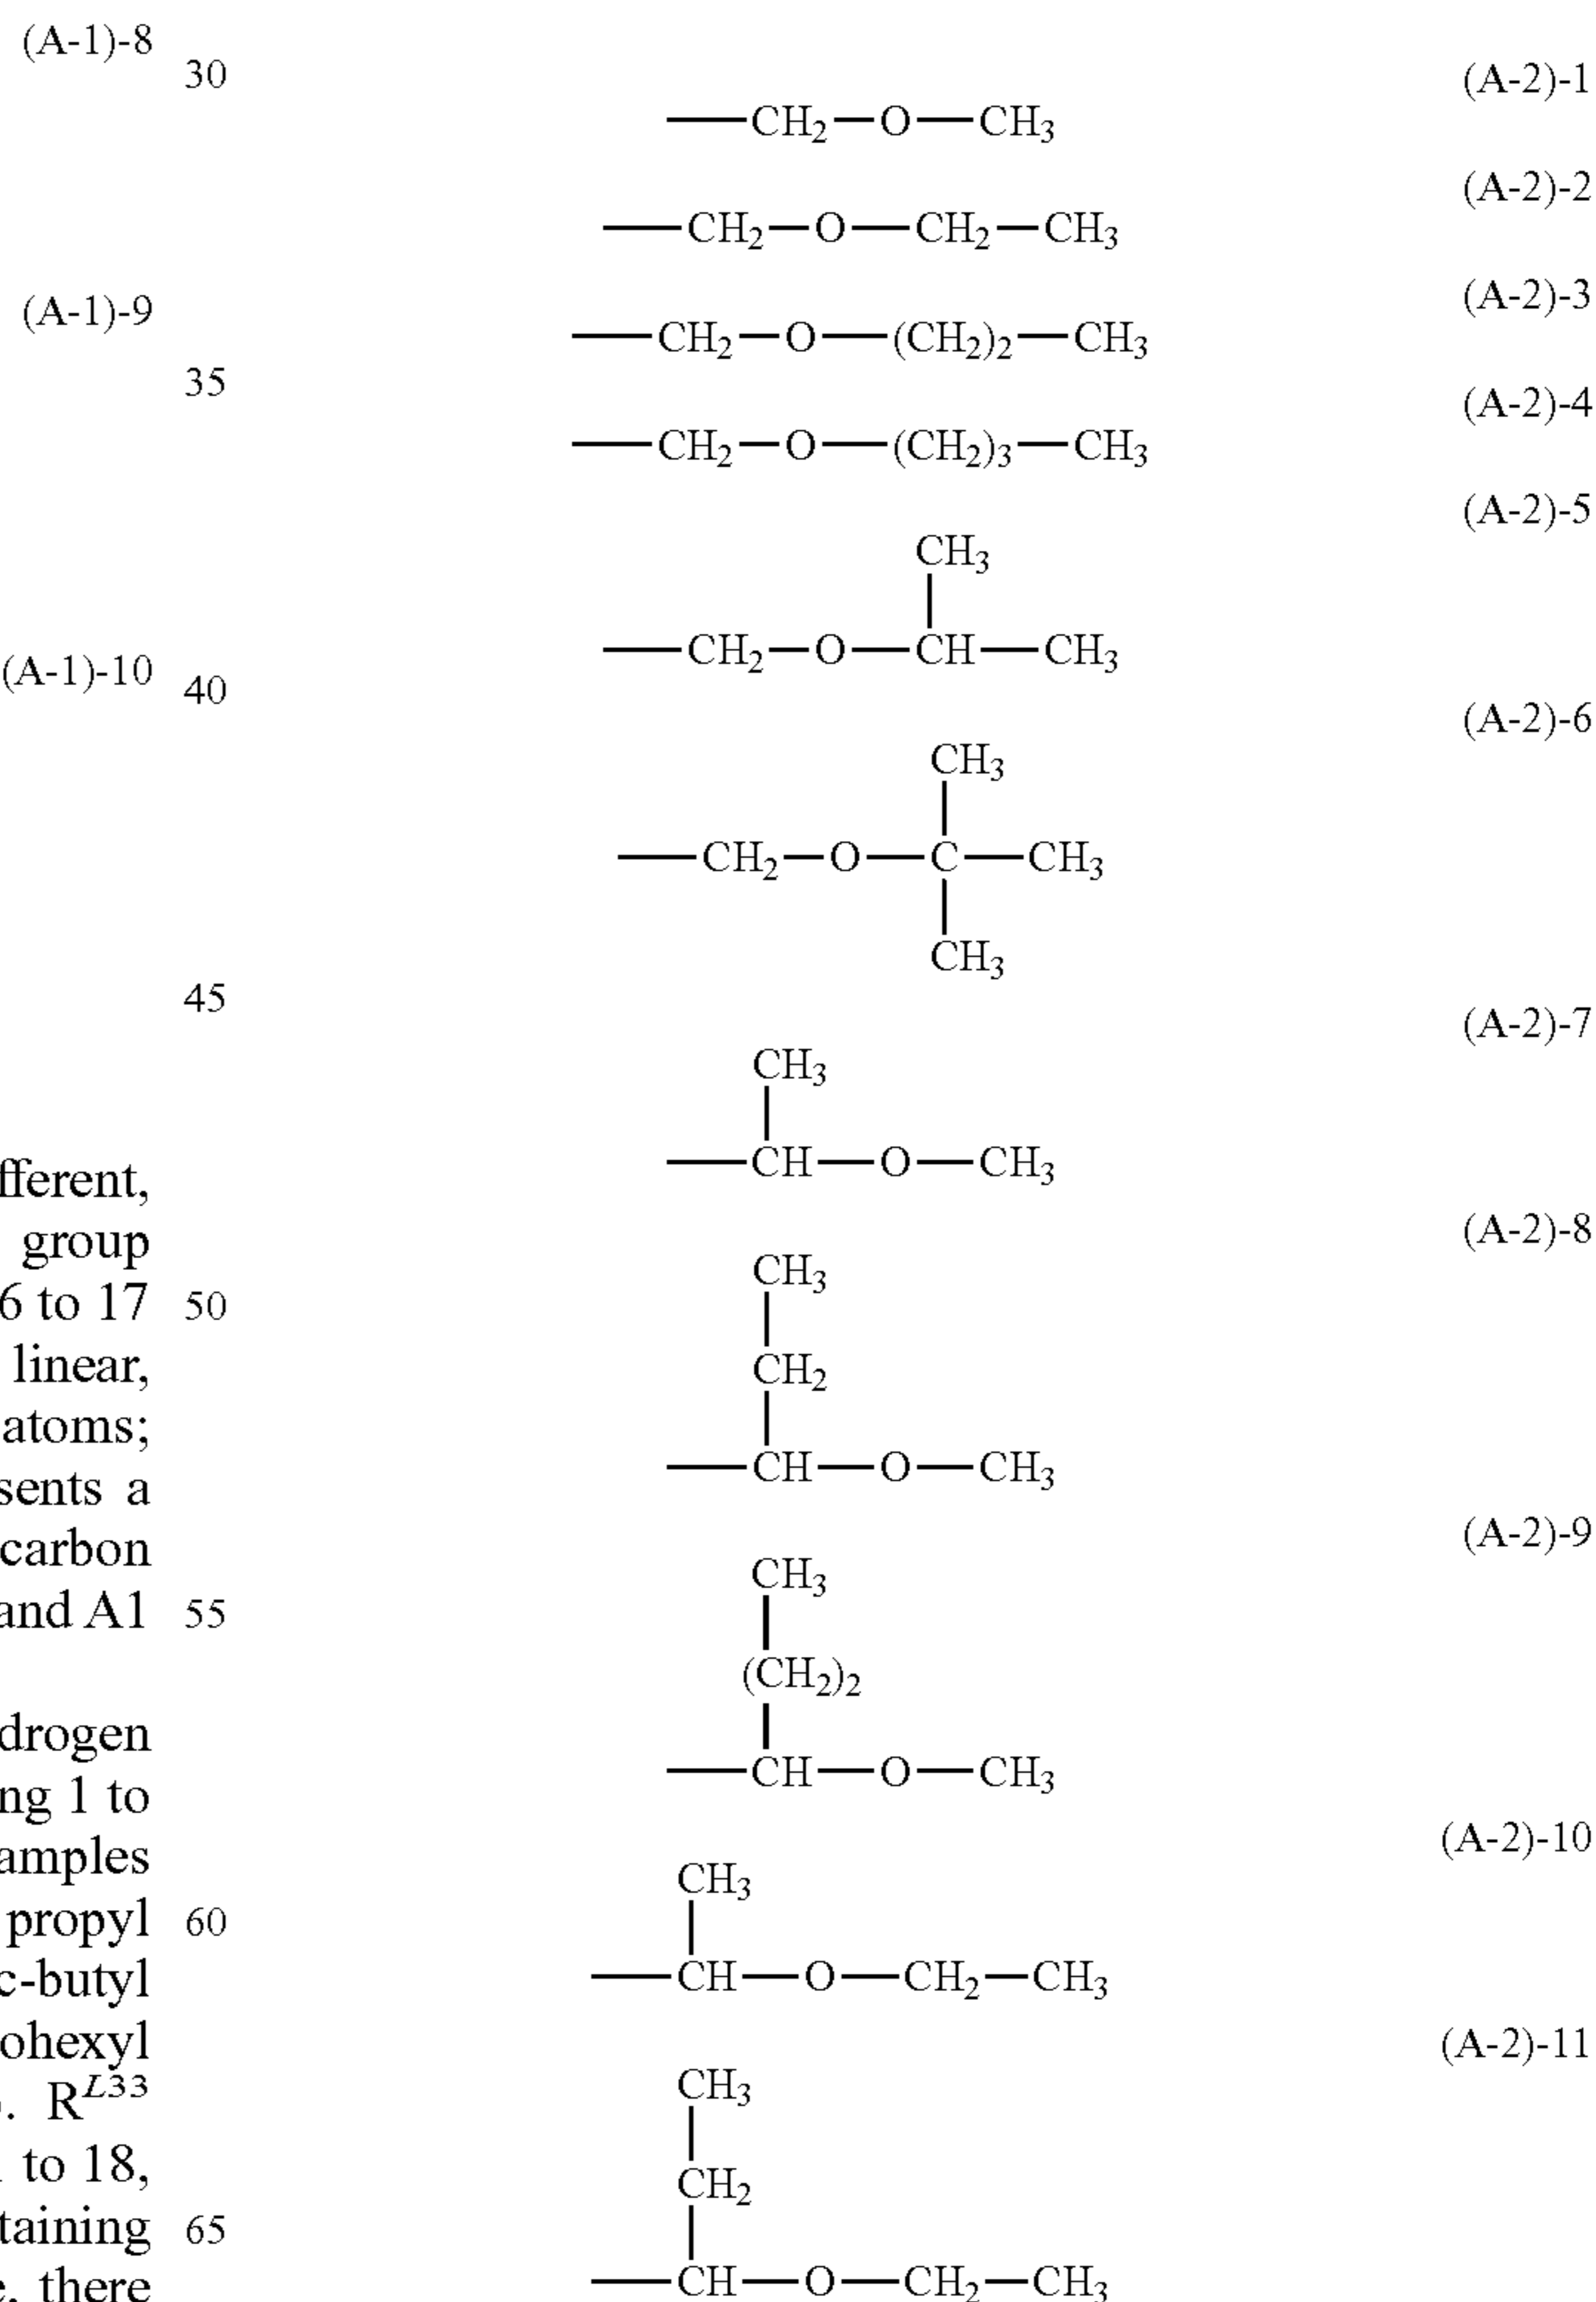 (A-1)-8
30
(A-2)-1
—CH₂—O—CH₃
(A-2)-2
—CH₂—O—CH₂—CH₃
(A-1)-9
(A-2)-3
—CH₂—O—(CH₂)₂—CH₃
35
(A-2)-4
—CH₂—O—(CH₂)₃—CH₃
(A-2)-5
CH₃
—CH₂—O—CH—CH₃
(A-1)-10
40
(A-2)-6
CH₃
—CH₂—O—C—CH₃
CH₃
45
(A-2)-7
CH₃
—CH—O—CH₃
fferent,
group
(A-2)-8
CH₃
6 to 17
50
linear,
CH₂
atoms;
—CH—O—CH₃
sents a
carbon
(A-2)-9
CH₃
and A1
55
(CH₂)₂
drogen
—CH—O—CH₃
ng 1 to
amples
(A-2)-10
CH₃
propyl
60
c-butyl
—CH—O—CH₂—CH₃
ohexyl
(A-2)-11
CH₃
. R^L33
to 18,
CH₂
taining
65
e, there
—CH—O—CH₂—CH₃